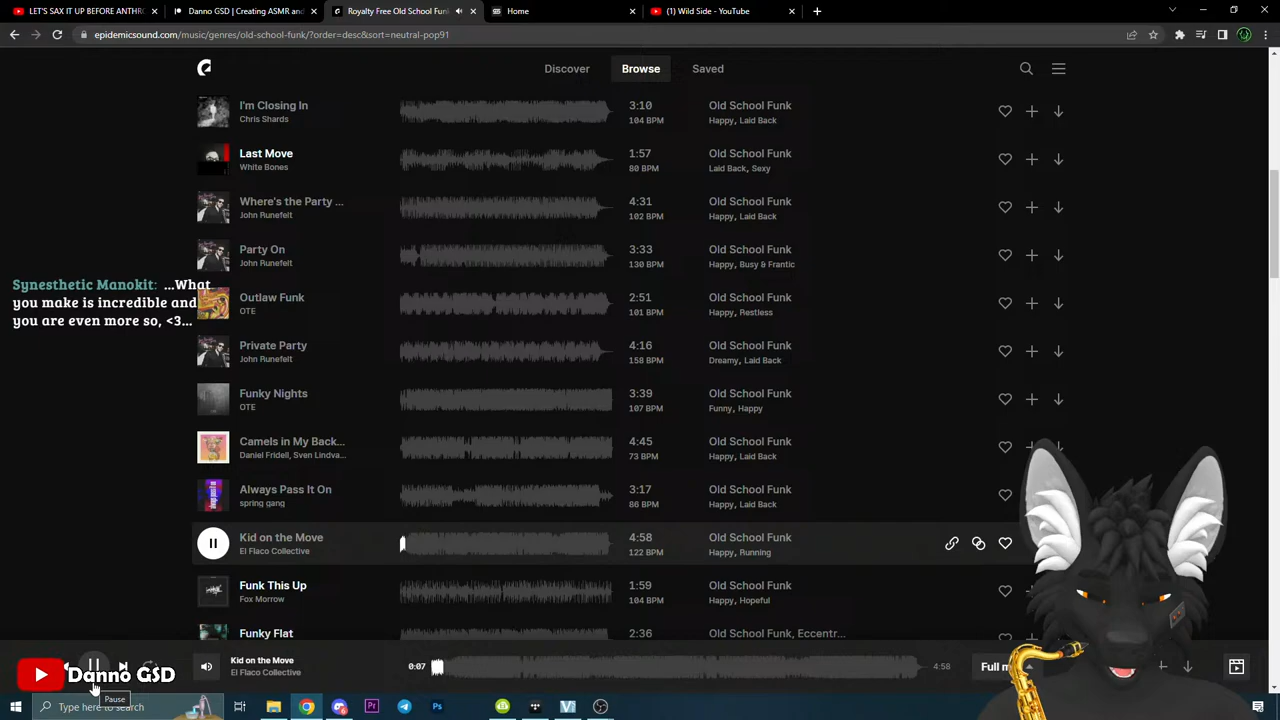 LET'S SAX IT UP BEFORE ANTHRO
Danno GSD | Creating ASMR and
Royalty Free Old School Funk
Home
(1) Wild Side - YouTube
epidemicsound.com/music/genres/old-school-funk/?order=desc&sort=neutral-pop91
Discover
Browse
Saved
I'm Closing In
Chris Shards
3:10
104 BPM
Old School Funk
Happy, Laid Back
Last Move
White Bones
1:57
80 BPM
Old School Funk
Laid Back, Sexy
Where's the Party ...
John Runefelt
4:31
102 BPM
Old School Funk
Happy, Laid Back
Party On
John Runefelt
3:33
130 BPM
Old School Funk
Happy, Busy & Frantic
Synesthetic Manokit: ...What
you make is incredible and
you are even more so, <3...
Outlaw Funk
OTE
2:51
101 BPM
Old School Funk
Happy, Restless
Private Party
John Runefelt
4:16
158 BPM
Old School Funk
Dreamy, Laid Back
Funky Nights
OTE
3:39
107 BPM
Old School Funk
Funny, Happy
Camels in My Back...
Daniel Fridell, Sven Lindva...
4:45
73 BPM
Old School Funk
Happy, Laid Back
Always Pass It On
spring gang
3:17
86 BPM
Old School Funk
Happy, Laid Back
Kid on the Move
El Flaco Collective
4:58
122 BPM
Old School Funk
Happy, Running
Funk This Up
Fox Morrow
1:59
104 BPM
Old School Funk
Happy, Hopeful
Funky Flat
2:36
Old School Funk, Eccentr...
Danno GSD
Pause
Kid on the Move
El Flaco Collective
0:07
4:58
Full m
Type here to search